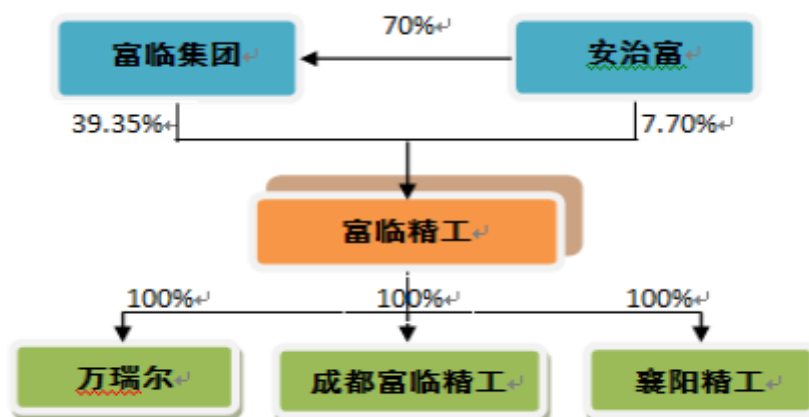 70%
富临集团
安治富
39.35%
7.70%
富临精工
100%
100%
100%
万瑞尔
成都富临精工
襄阳精工